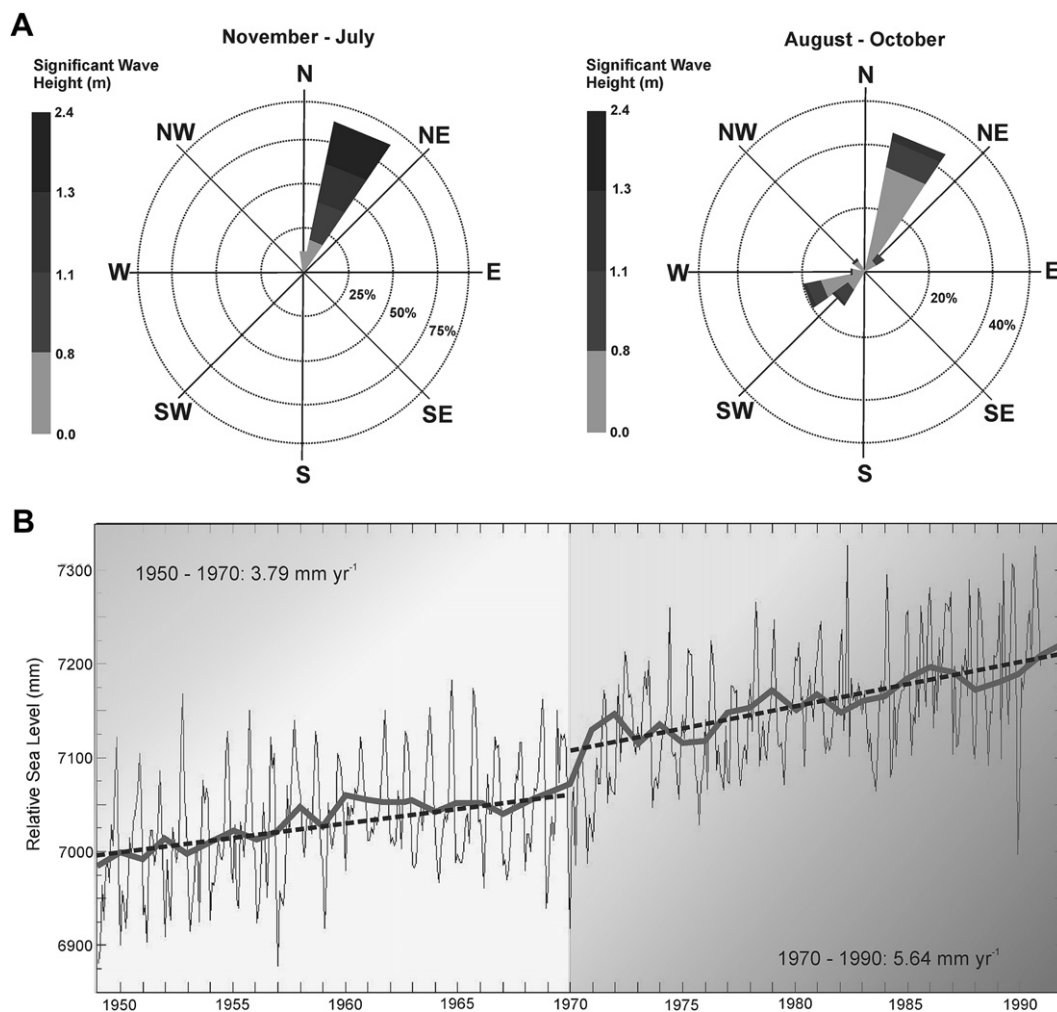 A
November - July
Significant Wave
Height (m)
2.4
1.3
1.1
0.8
0.0
N
NE
E
SE
S
SW
W
NW
25%
50%
75%
August - October
Significant Wave
Height (m)
2.4
1.3
1.1
0.8
0.0
N
NE
E
SE
S
SW
W
NW
20%
40%
B
1950 - 1970: 3.79 mm yr⁻¹
1970 - 1990: 5.64 mm yr⁻¹
Relative Sea Level (mm)
7300
7200
7100
7000
6900
1950 1955 1960 1965 1970 1975 1980 1985 1990